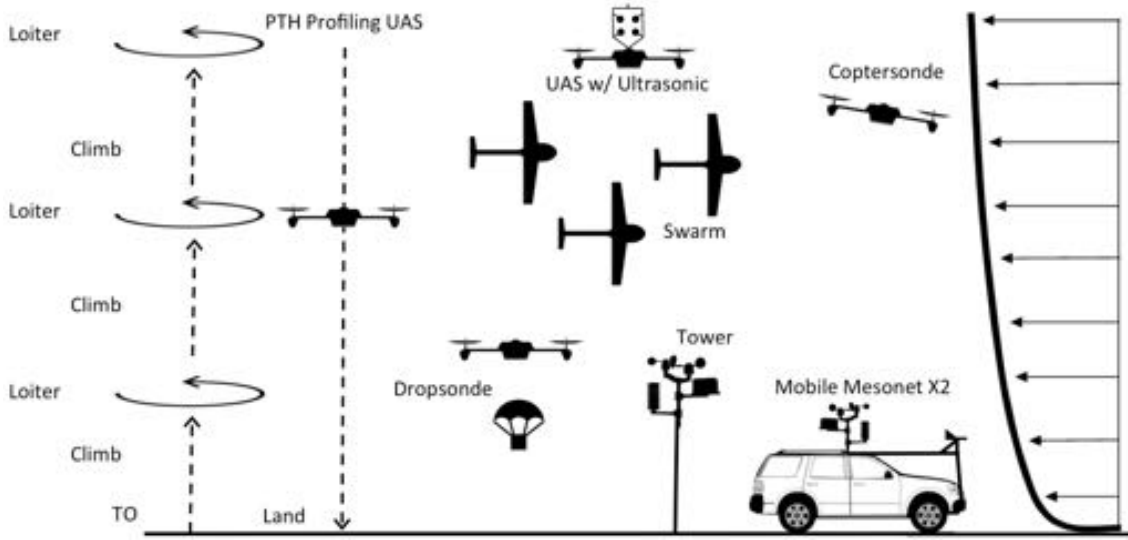 Loiter
PTH Profiling UAS
UAS w/ Ultrasonic
Coptersonde
Climb
Loiter
Swarm
Climb
Tower
Loiter
Dropsonde
Mobile Mesonet X2
Climb
TO
Land